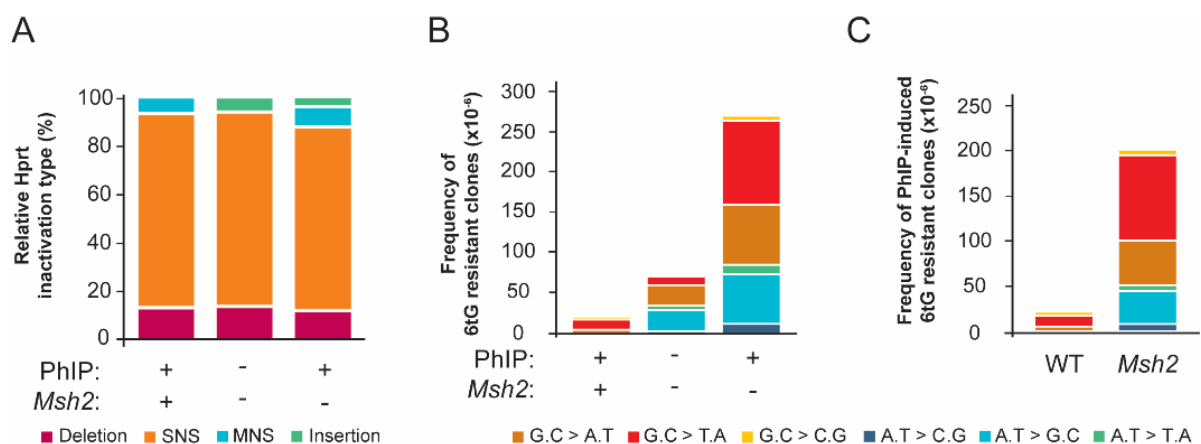 A
Relative Hprt
inactivation type (%)
100
80
60
40
20
0
PhIP: + - +
Msh2: + - -
Deletion SNS MNS Insertion
B
Frequency of
6tG resistant clones (x10⁻⁶)
300
250
200
150
100
50
0
+ - +
+ - -
C
Frequency of PhIP-induced
6tG resistant clones (x10⁻⁶)
250
200
150
100
50
0
WT Msh2
G.C > A.T G.C > T.A G.C > C.G A.T > C.G A.T > G.C A.T > T.A